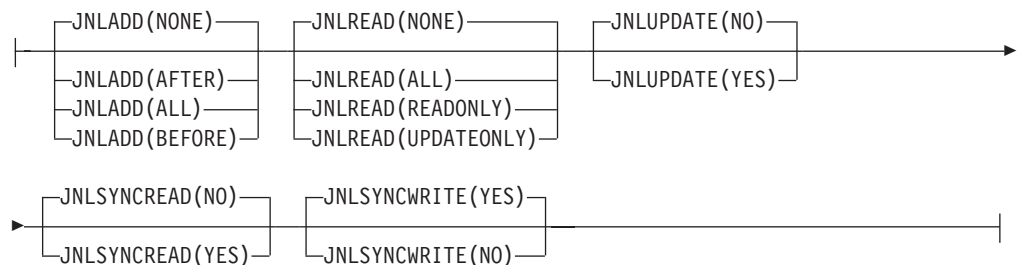 JNLADD(NONE) JNLREAD(NONE) JNLUPDATE(NO)
JNLADD(AFTER) JNLREAD(ALL) JNLUPDATE(YES)
JNLADD(ALL) JNLREAD(READONLY)
JNLADD(BEFORE) JNLREAD(UPDATEONLY)
JNLSYNCREAD(NO) JNLSYNCWRITE(YES)
JNLSYNCREAD(YES) JNLSYNCWRITE(NO)